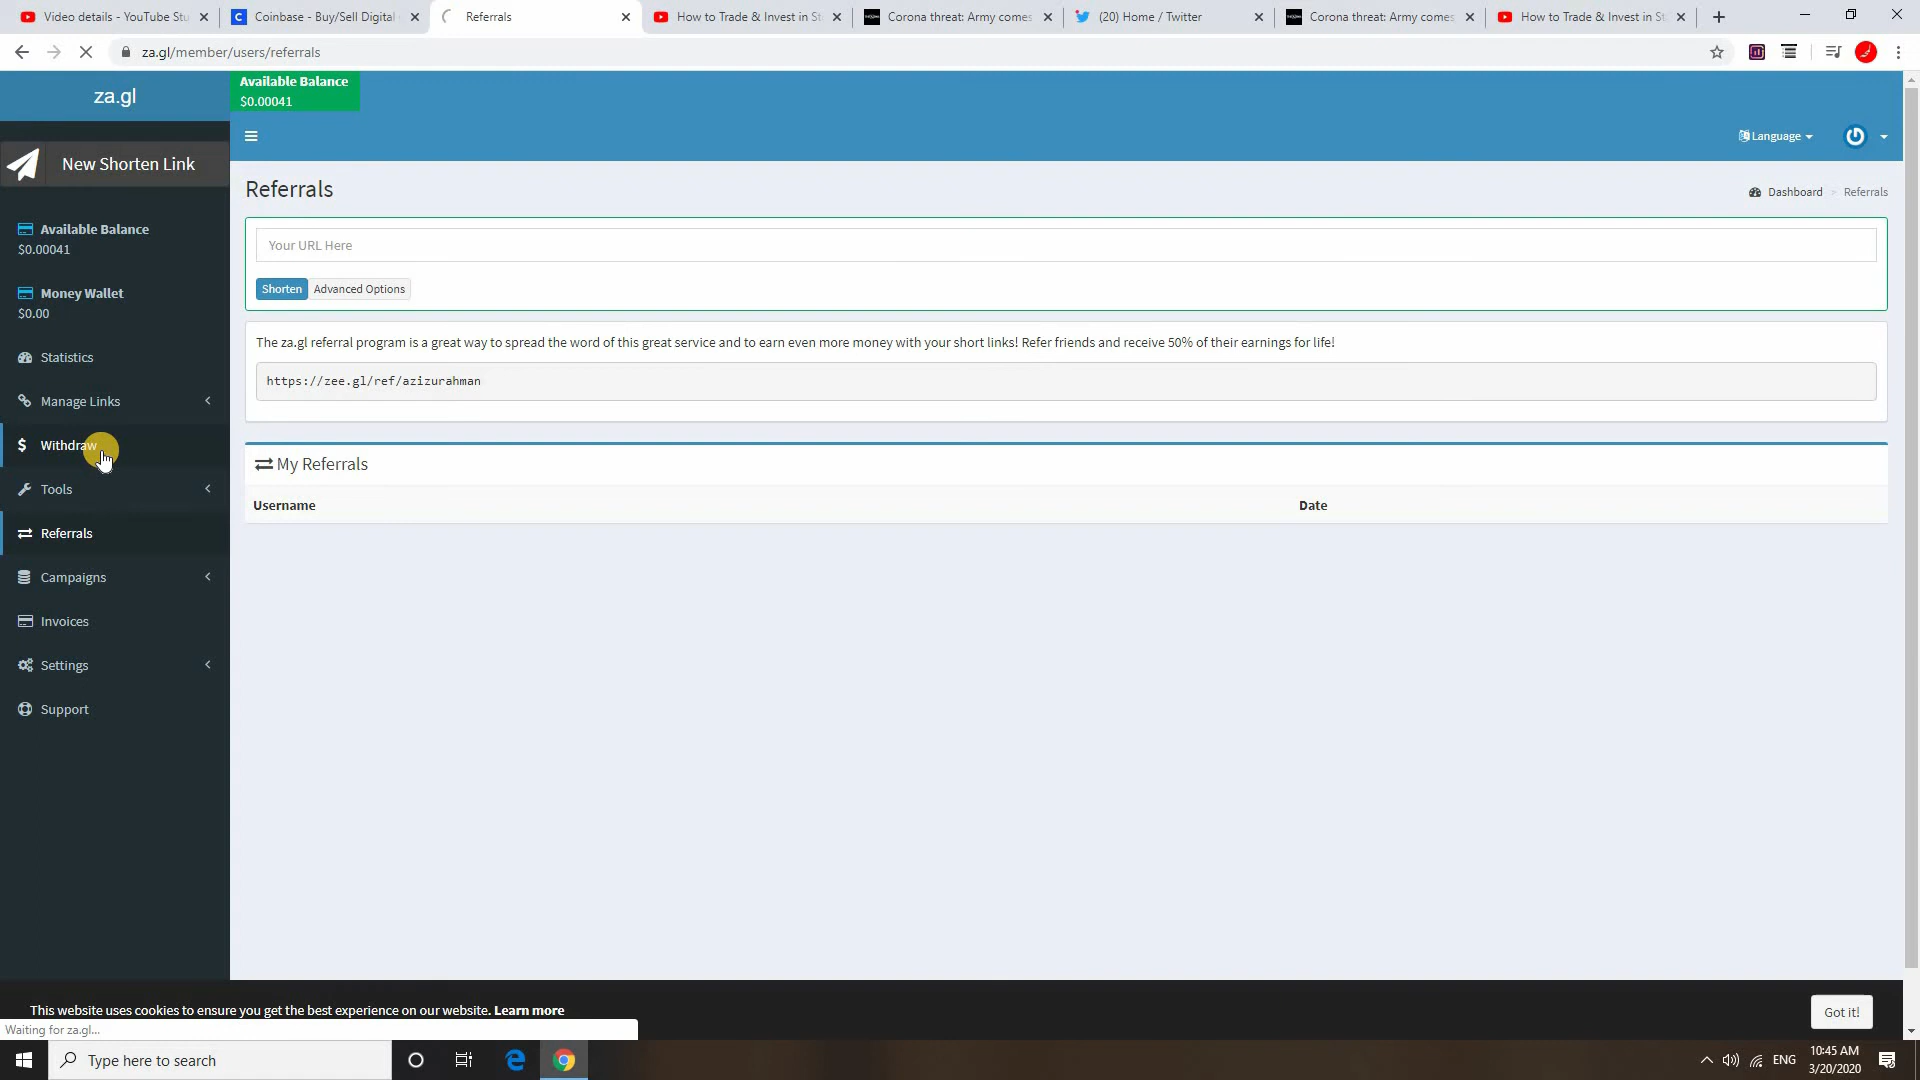 Video details - YouTube Stu
Coinbase - Buy/Sell Digital
Referrals
How to Trade & Invest in St
Corona threat: Army comes
(20) Home / Twitter
Corona threat: Army comes
How to Trade & Invest in St
za.gl/member/users/referrals
za.gl
Available Balance
$0.00041
Language
New Shorten Link
Referrals
Dashboard
Referrals
Available Balance
$0.00041
Your URL Here
Shorten
Advanced Options
Money Wallet
$0.00
The za.gl referral program is a great way to spread the word of this great service and to earn even more money with your short links! Refer friends and receive 50% of their earnings for life!
https://zee.gl/ref/azizurahman
Statistics
Manage Links
Withdraw
Tools
Referrals
Campaigns
Invoices
Settings
Support
My Referrals
Username
Date
This website uses cookies to ensure you get the best experience on our website. Learn more
Got it!
Waiting for za.gl...
Type here to search
ENG
10:45 AM
3/20/2020